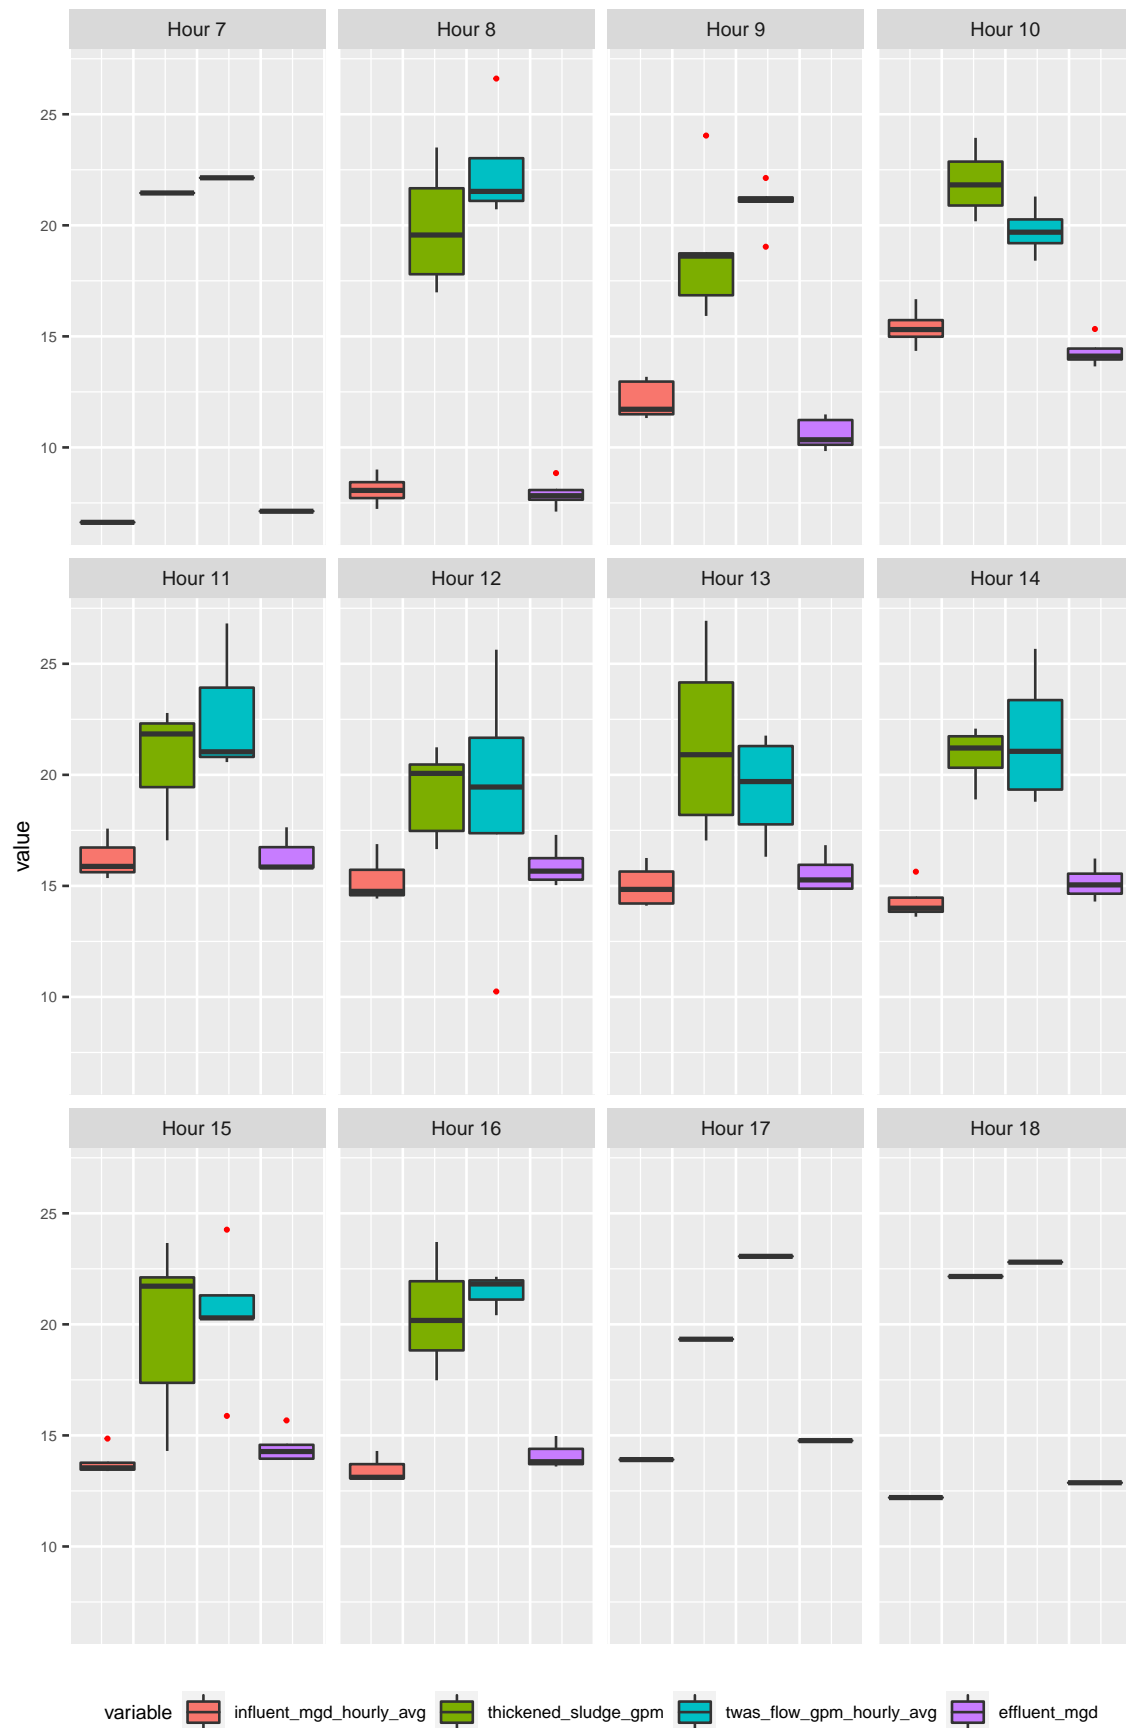 Hour 7 Hour 8 Hour 9 Hour 10
25
20
15
10
Hour 11 Hour 12 Hour 13 Hour 14
25
20
15
10
value
Hour 15 Hour 16 Hour 17 Hour 18
25
20
15
10
variable influent_mgd_hourly_avg thickened_sludge_gpm twas_flow_gpm_hourly_avg effluent_mgd